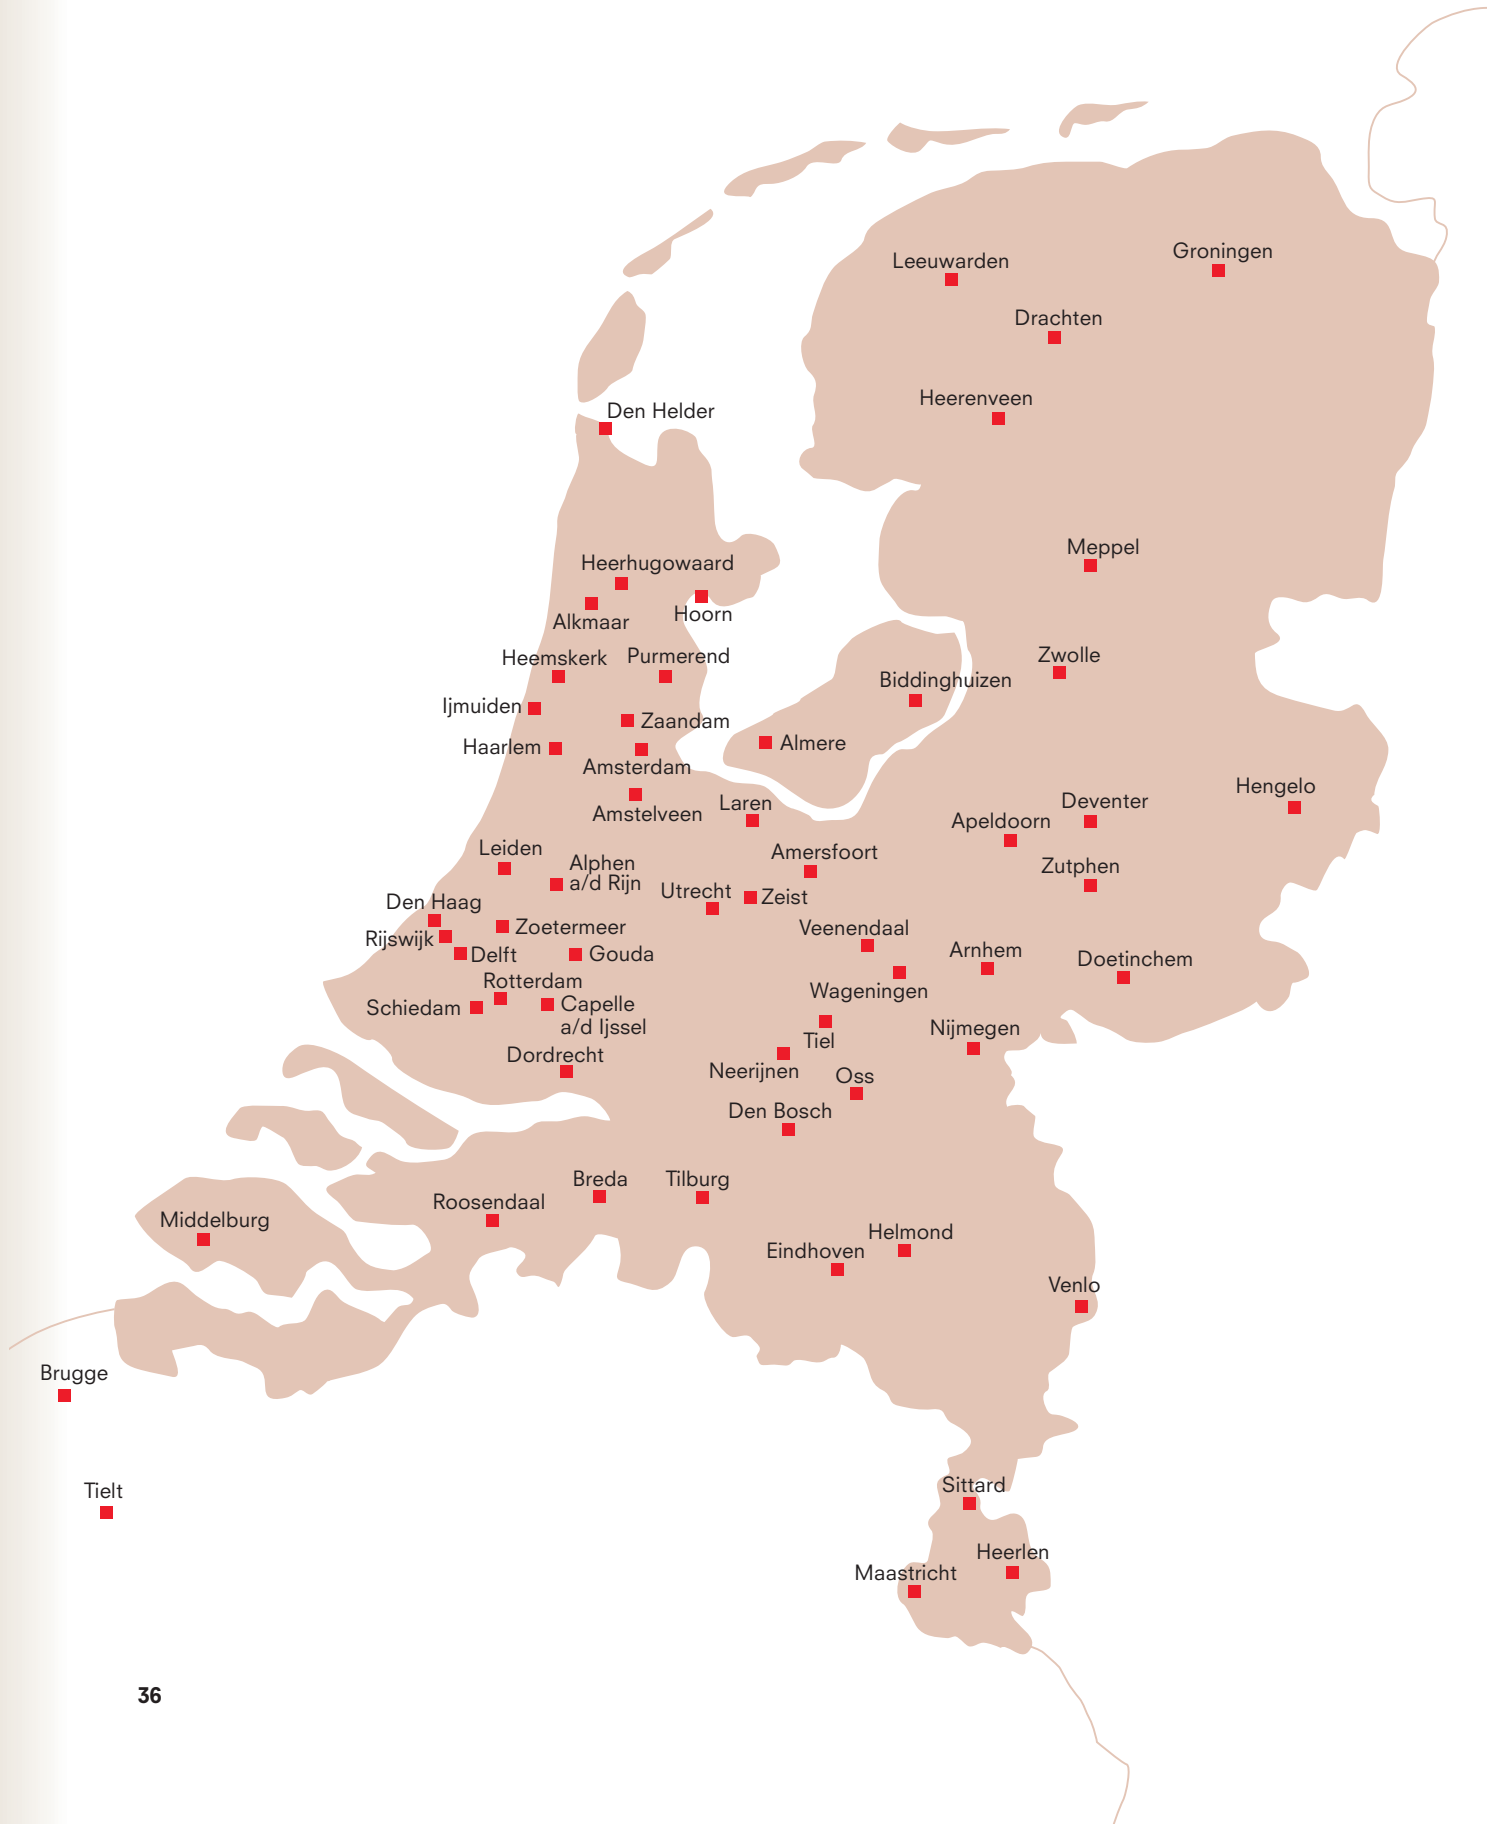 Groningen
Leeuwarden
Drachten
Heerenveen
Den Helder
Meppel
Heerhugowaard
Hoorn
Alkmaar
Zwolle
Heemskerk
Purmerend
Biddinghuizen
Ijmuiden
Zaandam
Haarlem
Almere
Amsterdam
Hengelo
Deventer
Laren
Amstelveen
Apeldoorn
Leiden
Amersfoort
Alphen
a/d Rijn
Zutphen
Utrecht
Zeist
Den Haag
Zoetermeer
Veenendaal
Rijswijk
Delft
Gouda
Arnhem
Doetinchem
Rotterdam
Wageningen
Schiedam
Capelle
a/d Ijssel
Nijmegen
Tiel
Dordrecht
Neerijnen
Oss
Den Bosch
Breda
Tilburg
Roosendaal
Middelburg
Helmond
Eindhoven
Venlo
Brugge
Sittard
Tielt
Heerlen
Maastricht
36